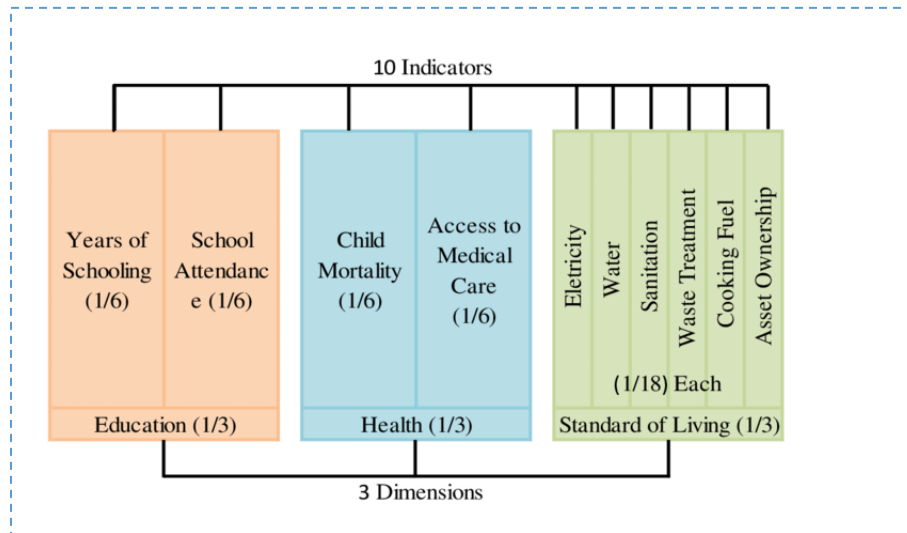 10 Indicators
Years of
Schooling
(1/6)
School
Attendanc
e (1/6)
Child
Mortality
(1/6)
Access to
Medical
Care
(1/6)
Eletricity
Water
Sanitation
Waste Treatment
Cooking Fuel
Asset Ownership
(1/18) Each
Education (1/3)
Health (1/3)
Standard of Living (1/3)
3 Dimensions